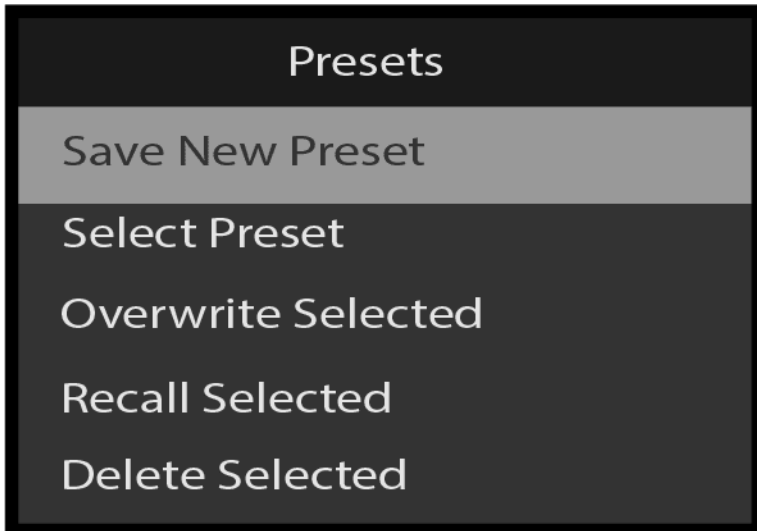 Presets
Save New Preset
Select Preset
Overwrite Selected
Recall Selected
Delete Selected